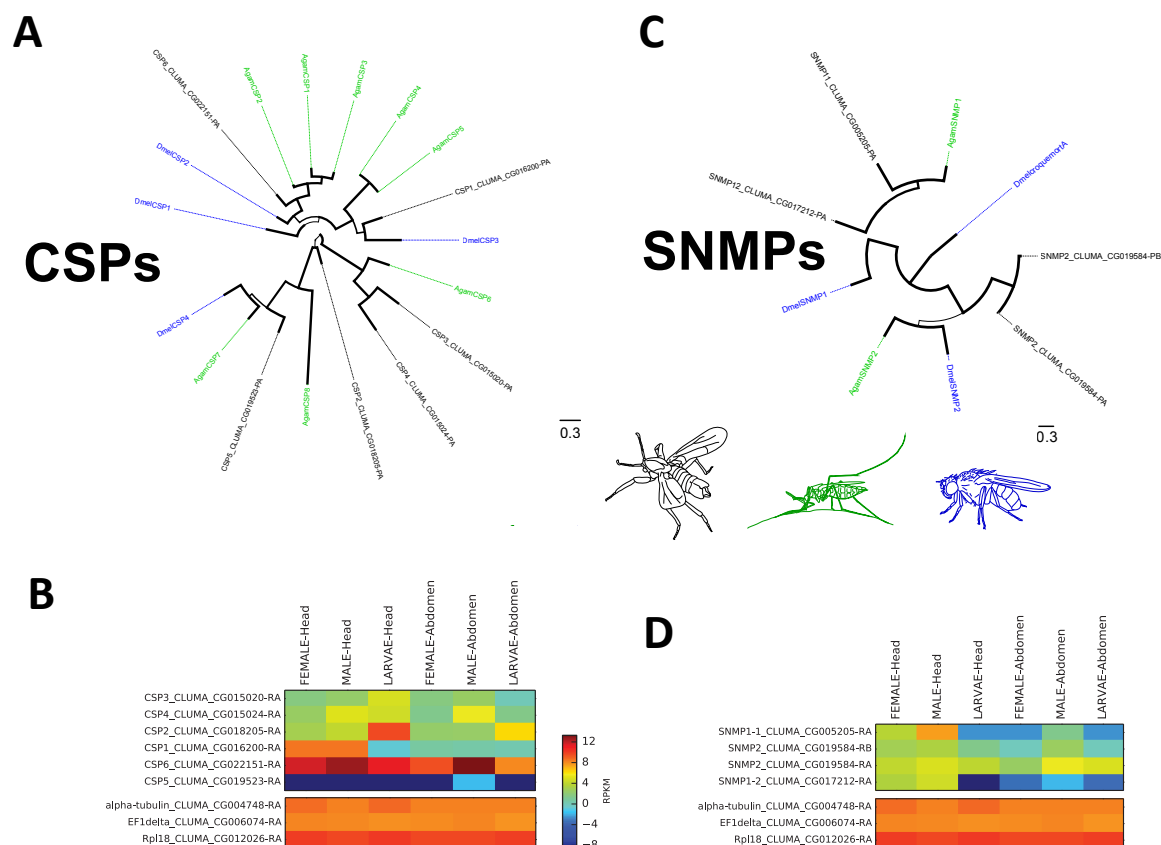 A
CSP6_CLUMA_CG022151-PA
AgamCSP2
AgamCSP1
AgamCSP3
AgamCSP4
AgamCSP5
CSP1_CLUMA_CG016200-PA
DmelCSP2
DmelCSP1
DmelCSP3
CSPs
AgamCSP6
CSP3_CLUMA_CG015020-PA
CSP4_CLUMA_CG015024-PA
CSP2_CLUMA_CG018205-PA
AgamCSP8
CSP5_CLUMA_CG019523-PA
AgamCSP7
DmelCSP4
0.3
C
SNMP11_CLUMA_CG005205-PA
AgamSNMP1
DmelcroquemortA
SNMP12_CLUMA_CG017212-PA
SNMPs
SNMP2_CLUMA_CG019584-PB
DmelSNMP1
SNMP2_CLUMA_CG019584-PA
AgamSNMP2
DmelSNMP2
0.3
B
FEMALE-Head
MALE-Head
LARVAE-Head
FEMALE-Abdomen
MALE-Abdomen
LARVAE-Abdomen
CSP3_CLUMA_CG015020-RA
CSP4_CLUMA_CG015024-RA
CSP2_CLUMA_CG018205-RA
CSP1_CLUMA_CG016200-RA
CSP6_CLUMA_CG022151-RA
CSP5_CLUMA_CG019523-RA
alpha-tubulin_CLUMA_CG004748-RA
EF1delta_CLUMA_CG006074-RA
Rpl18_CLUMA_CG012026-RA
12
8
4
0
−4
−8
RPKM
D
FEMALE-Head
MALE-Head
LARVAE-Head
FEMALE-Abdomen
MALE-Abdomen
LARVAE-Abdomen
SNMP1-1_CLUMA_CG005205-RA
SNMP2_CLUMA_CG019584-RB
SNMP2_CLUMA_CG019584-RA
SNMP1-2_CLUMA_CG017212-RA
alpha-tubulin_CLUMA_CG004748-RA
EF1delta_CLUMA_CG006074-RA
Rpl18_CLUMA_CG012026-RA